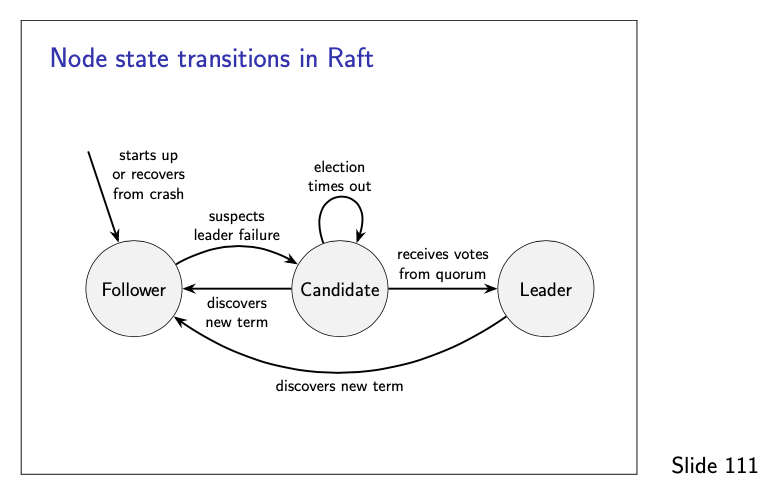 Node state transitions in Raft
starts up
or recovers
from crash
election
times out
suspects
leader failure
receives votes
from quorum
Follower
Candidate
Leader
discovers
new term
discovers new term
Slide 111